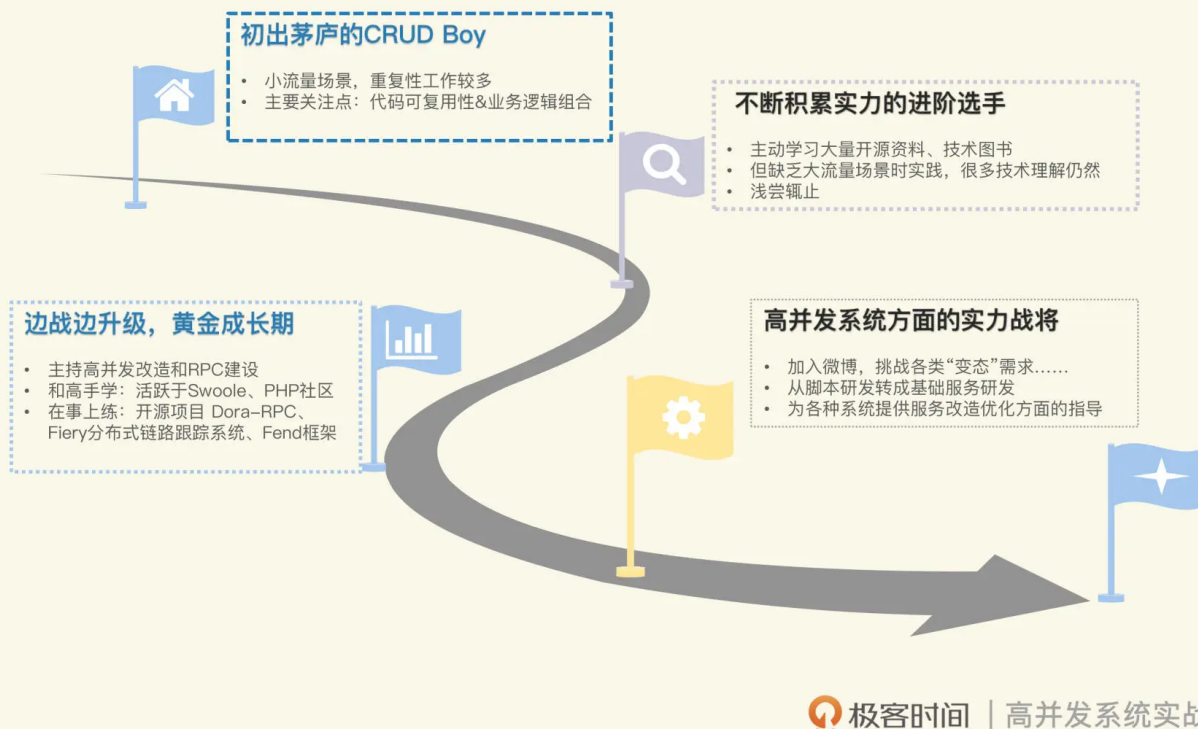 初出茅庐的CRUD Boy
• 小流量场景，重复性工作较多
• 主要关注点：代码可复用性&业务逻辑组合
不断积累实力的进阶选手
• 主动学习大量开源资料、技术图书
• 但缺乏大流量场景时实践，很多技术理解仍然
• 浅尝辄止
边战边升级，黄金成长期
• 主持高并发改造和RPC建设
• 和高手学：活跃于Swoole、PHP社区
• 在事上练：开源项目 Dora-RPC、
Fiery分布式链路跟踪系统、Fend框架
高并发系统方面的实力战将
• 加入微博，挑战各类“变态”需求……
• 从脚本研发转成基础服务研发
• 为各种系统提供服务改造优化方面的指导
极客时间 | 高并发系统实战